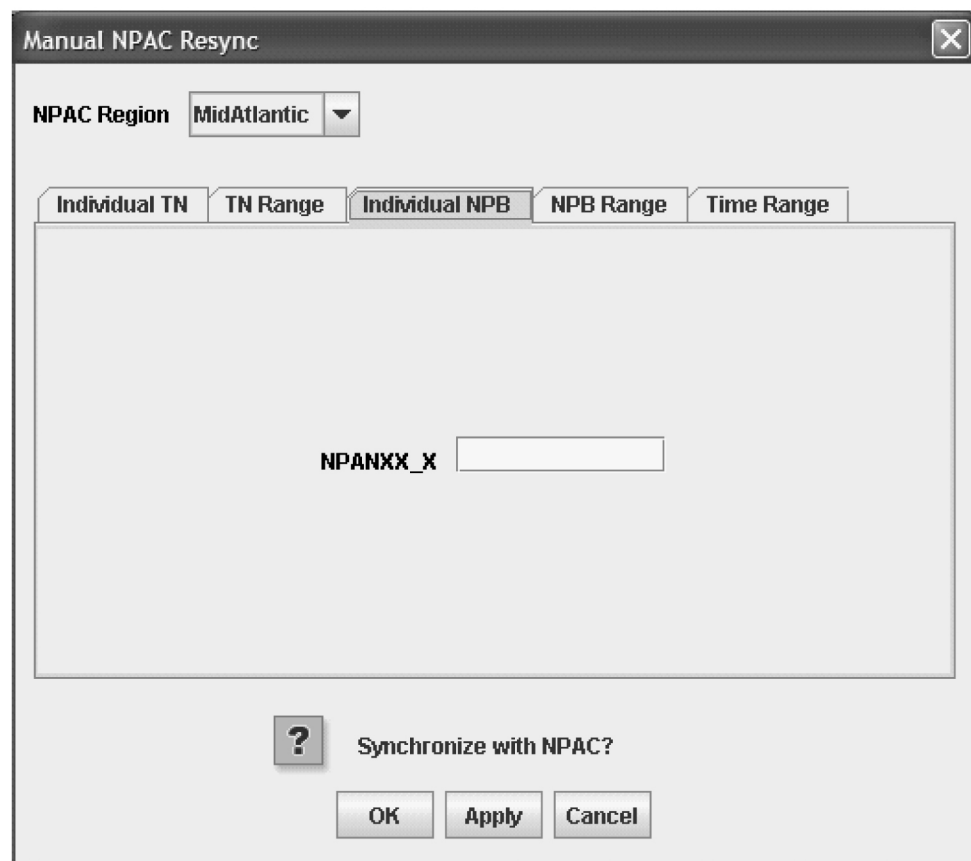 Manual NPAC Resync
NPAC Region MidAtlantic
Individual TN TN Range Individual NPB NPB Range Time Range
NPANXX_X
? Synchronize with NPAC?
OK Apply Cancel